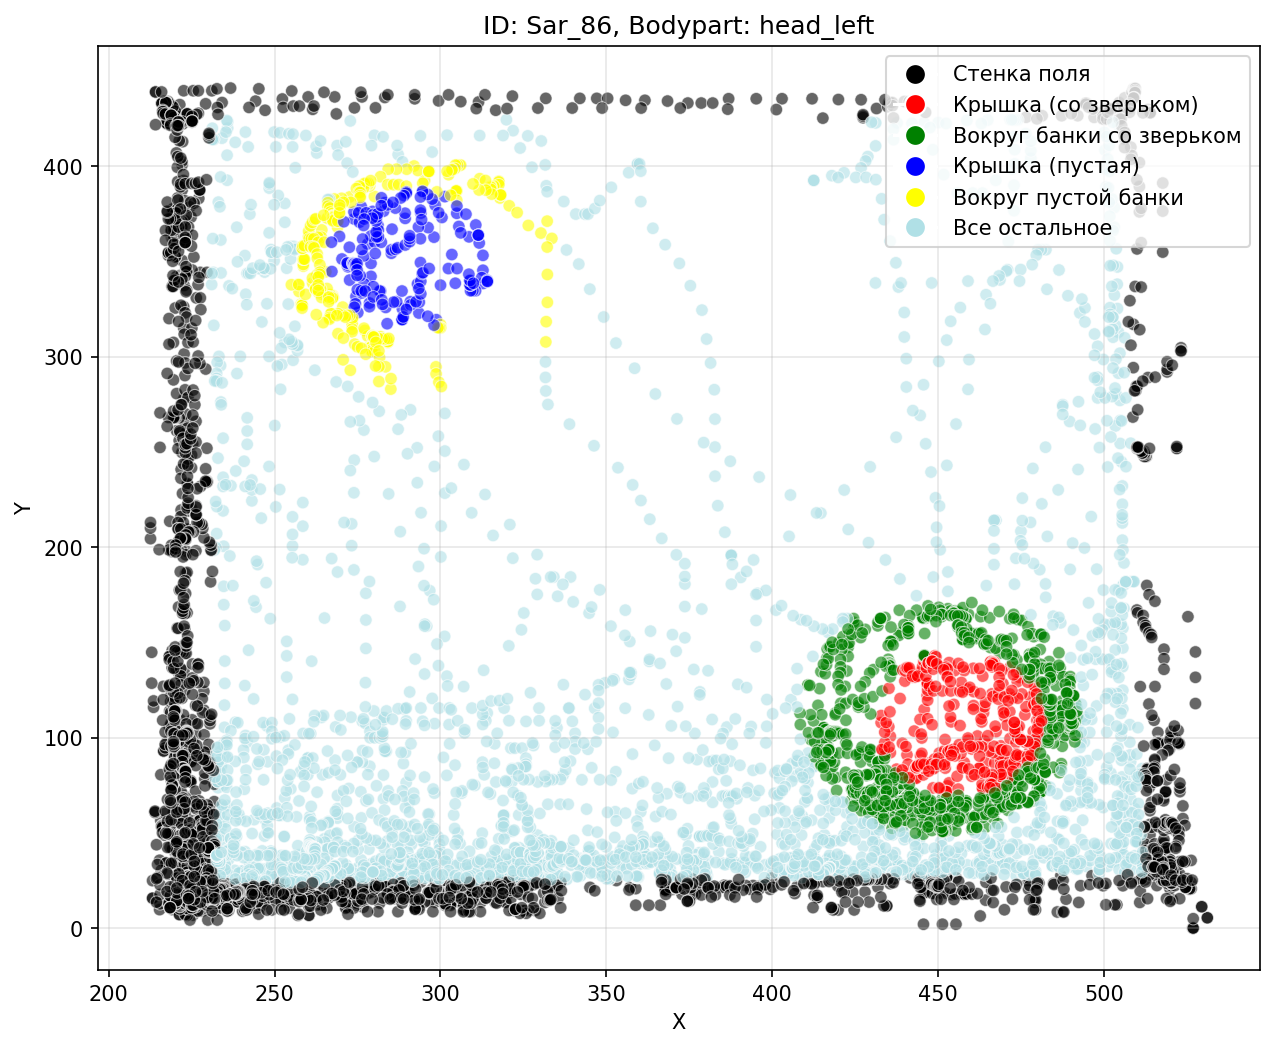 ID: Sar_86, Bodypart: head_left
Стенка поля
Крышка (со зверьком)
Вокруг банки со зверьком
Крышка (пустая)
Вокруг пустой банки
Все остальное
Y
400
300
200
100
0
200 250 300 350 400 450 500
X